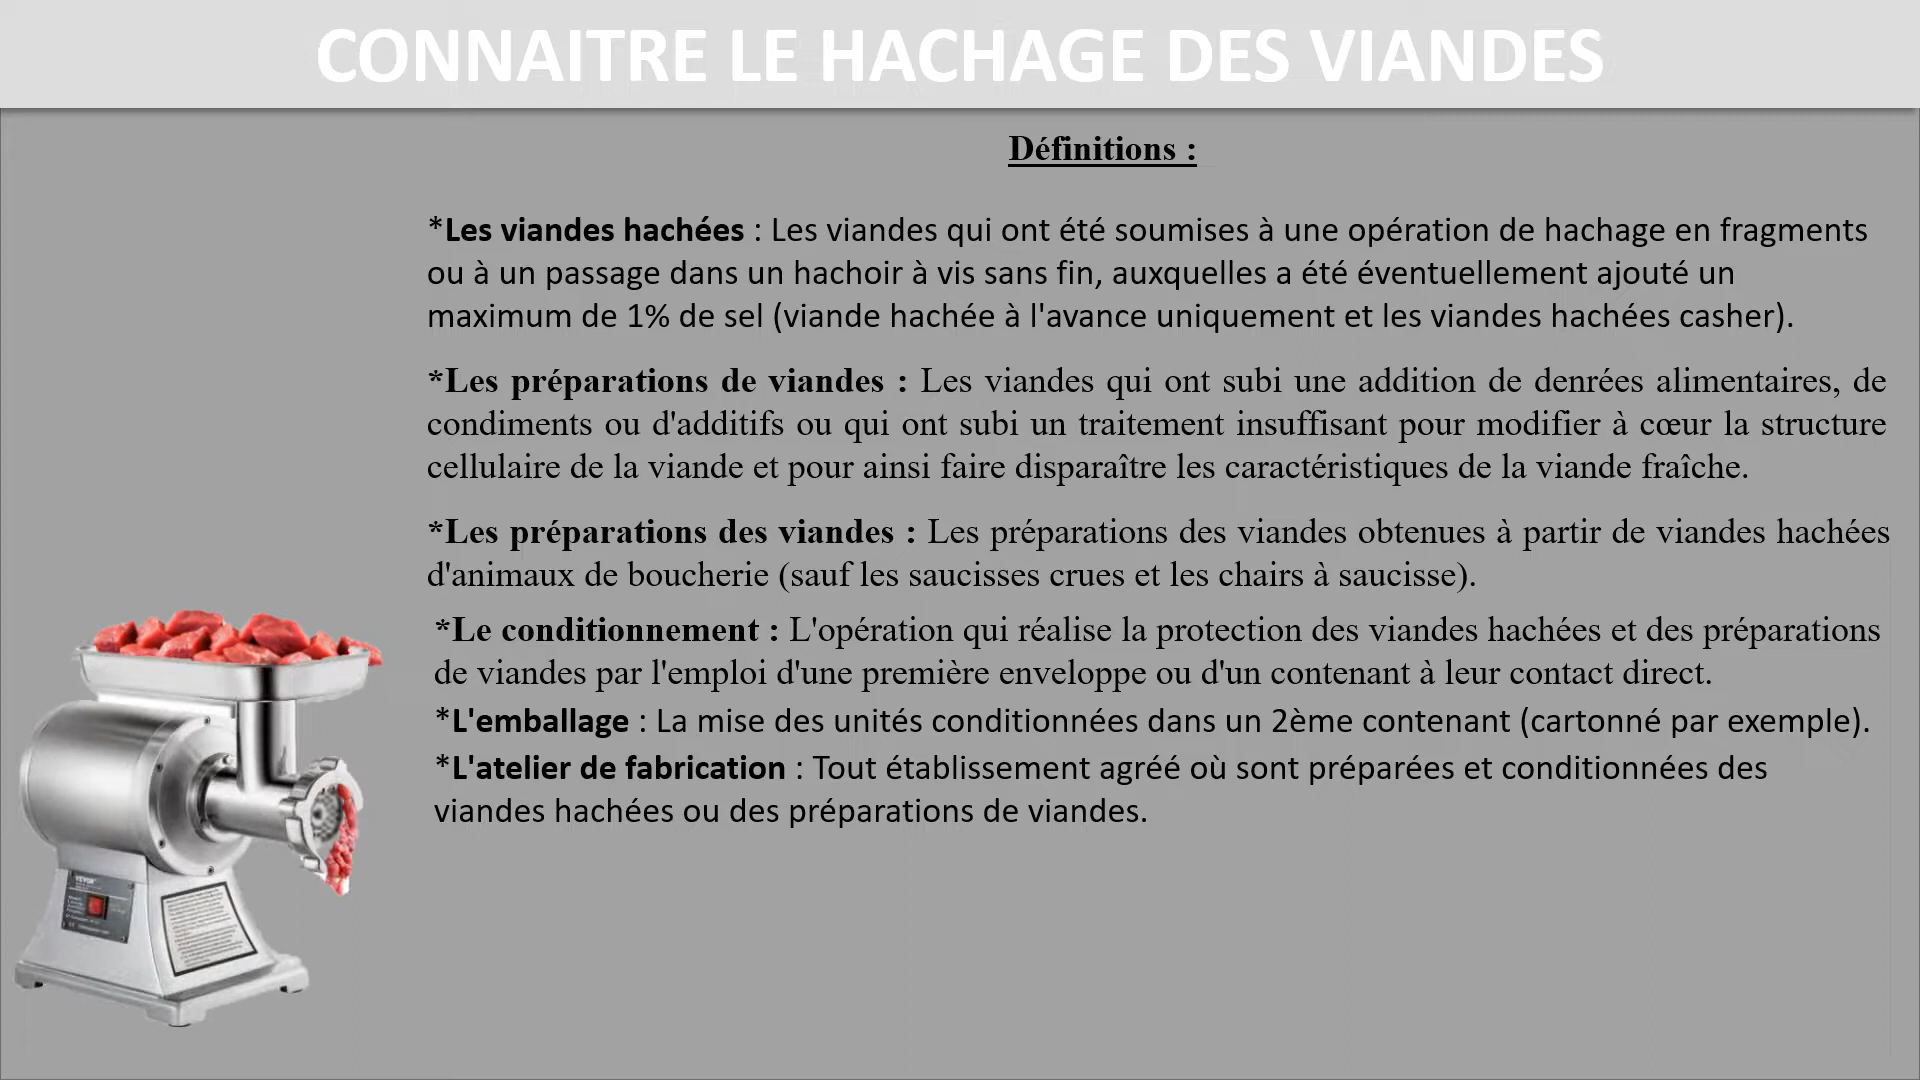 CONNAITRE LE HACHAGE DES VIANDES
Définitions :
*Les viandes hachées : Les viandes qui ont été soumises à une opération de hachage en fragments
ou à un passage dans un hachoir à vis sans fin, auxquelles a été éventuellement ajouté un
maximum de 1% de sel (viande hachée à l'avance uniquement et les viandes hachées casher).
*Les préparations de viandes : Les viandes qui ont subi une addition de denrées alimentaires, de
condiments ou d'additifs ou qui ont subi un traitement insuffisant pour modifier à cœur la structure
cellulaire de la viande et pour ainsi faire disparaître les caractéristiques de la viande fraîche.
*Les préparations des viandes : Les préparations des viandes obtenues à partir de viandes hachées
d'animaux de boucherie (sauf les saucisses crues et les chairs à saucisse).
*Le conditionnement : L'opération qui réalise la protection des viandes hachées et des préparations
de viandes par l'emploi d'une première enveloppe ou d'un contenant à leur contact direct.
*L'emballage : La mise des unités conditionnées dans un 2ème contenant (cartonné par exemple).
*L'atelier de fabrication : Tout établissement agréé où sont préparées et conditionnées des
viandes hachées ou des préparations de viandes.
VEVOR